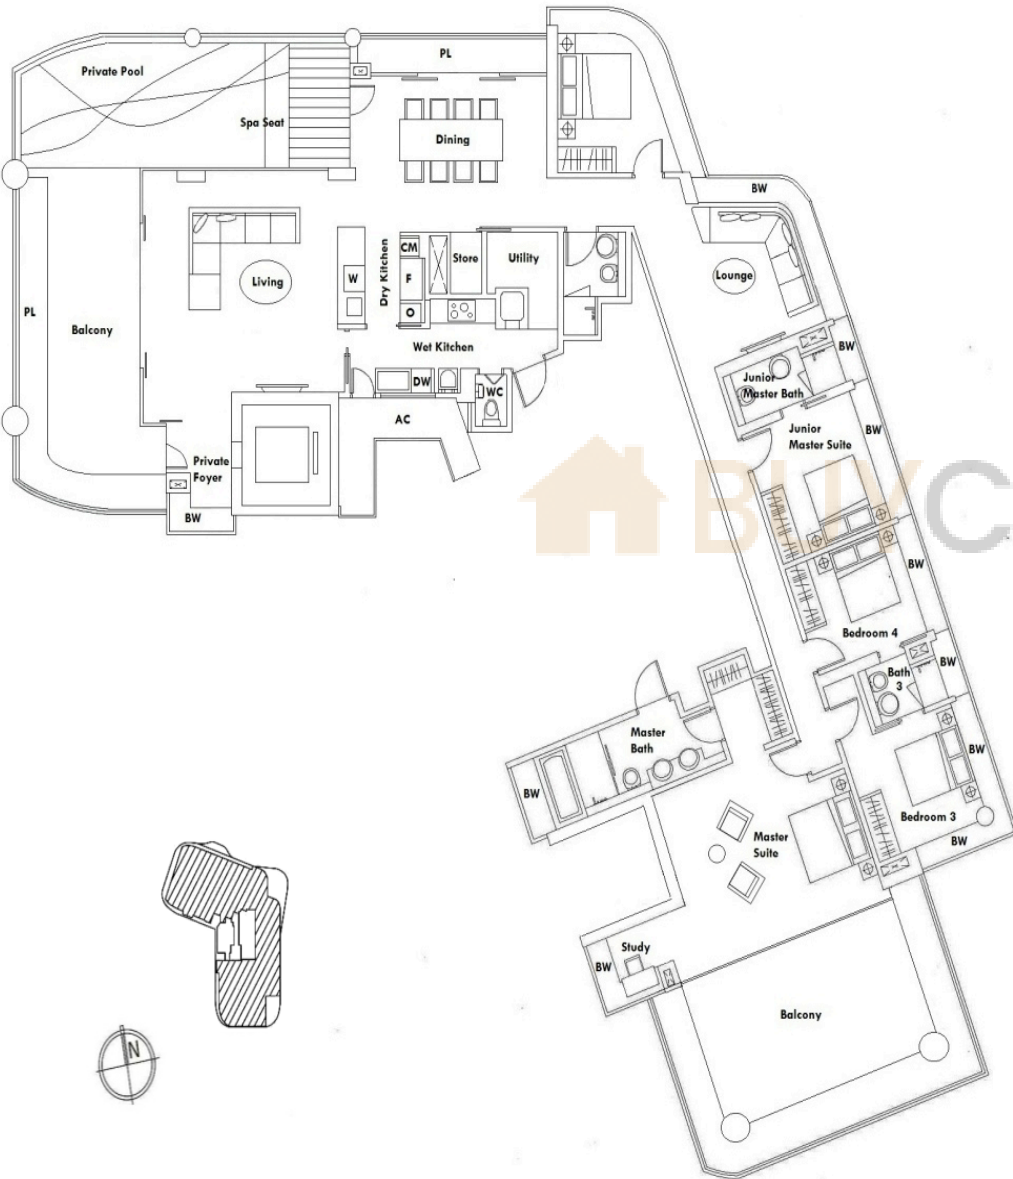 PL
Private Pool
Spa Seat
Dining
BW
PL
Balcony
Living
W
Dry Kitchen
CM
F
O
Store
Utility
Lounge
Wet Kitchen
DW
WC
AC
BW
Junior
Master Bath
Junior
Master Suite
BW
Private
Foyer
BW
BUYC
BW
Bedroom 4
Bath
3
BW
Master
Bath
BW
BW
Bedroom 3
BW
Master
Suite
Study
BW
Balcony
N